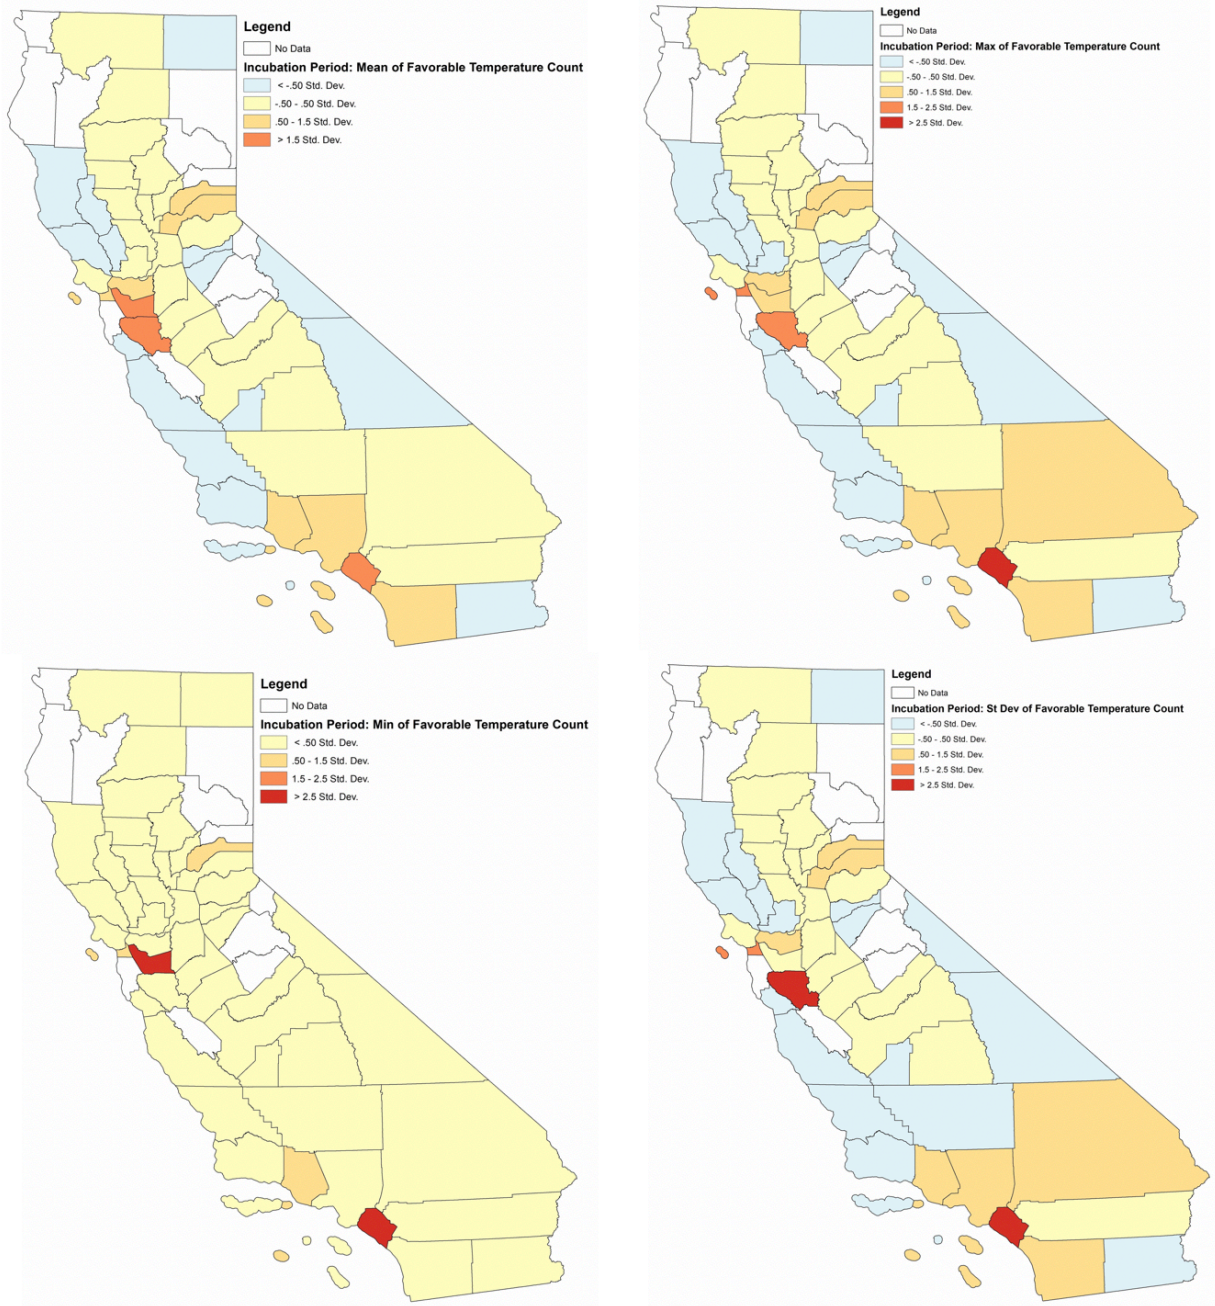 Legend
No Data
Incubation Period: Mean of Favorable Temperature Count
< -.50 Std. Dev.
-.50 - .50 Std. Dev.
.50 - 1.5 Std. Dev.
> 1.5 Std. Dev.
Legend
No Data
Incubation Period: Max of Favorable Temperature Count
< -.50 Std. Dev.
-.50 - .50 Std. Dev.
.50 - 1.5 Std. Dev.
1.5 - 2.5 Std. Dev.
> 2.5 Std. Dev.
Legend
No Data
Incubation Period: Min of Favorable Temperature Count
< .50 Std. Dev.
.50 - 1.5 Std. Dev.
1.5 - 2.5 Std. Dev.
> 2.5 Std. Dev.
Legend
No Data
Incubation Period: St Dev of Favorable Temperature Count
< -.50 Std. Dev.
-.50 - .50 Std. Dev.
.50 - 1.5 Std. Dev.
1.5 - 2.5 Std. Dev.
> 2.5 Std. Dev.